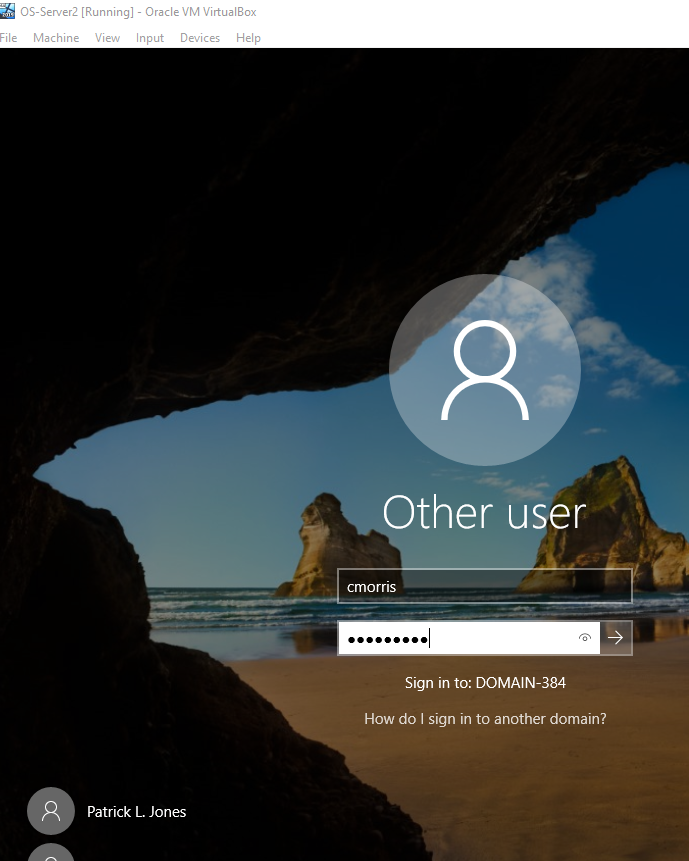 OS-Server2 [Running] - Oracle VM VirtualBox
File Machine View Input Devices Help
Other user
cmorris
●●●●●●●●●
Sign in to: DOMAIN-384
How do I sign in to another domain?
Patrick L. Jones